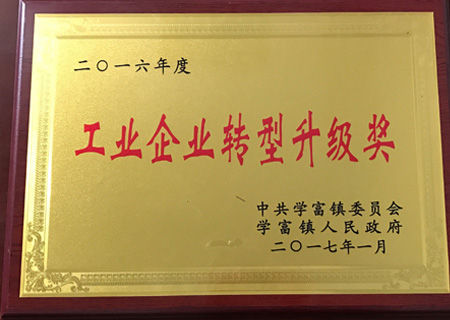 二〇一六年度
工业企业转型升级奖
中共学富镇委员会
学富镇人民政府
二〇一七年一月